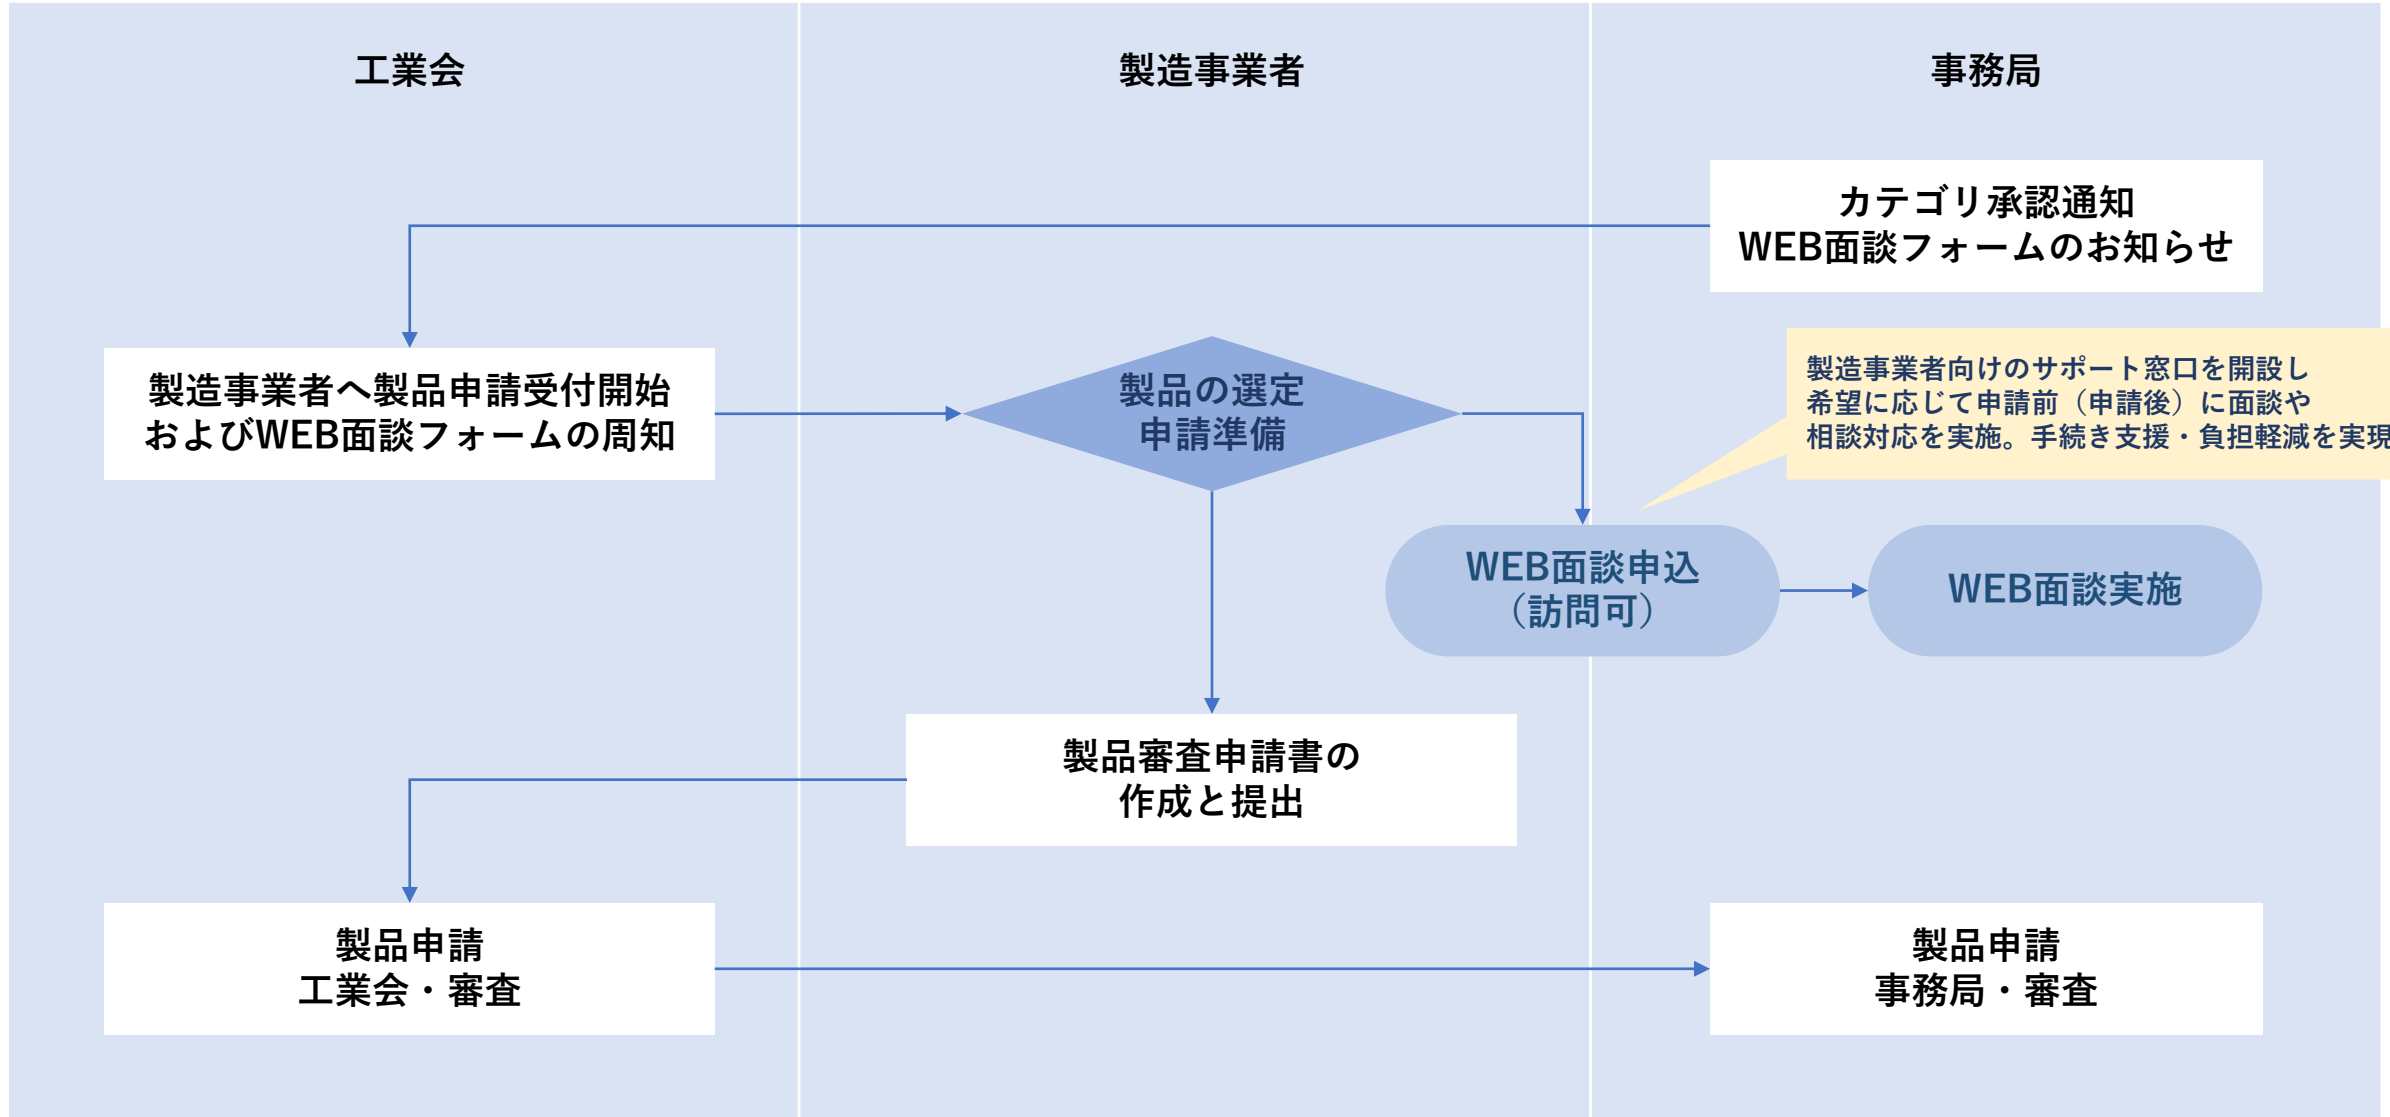 工業会
製造事業者
事務局
カテゴリ承認通知
WEB面談フォームのお知らせ
製造事業者へ製品申請受付開始
およびWEB面談フォームの周知
製品の選定
申請準備
製造事業者向けのサポート窓口を開設し
希望に応じて申請前（申請後）に面談や
相談対応を実施。手続き支援・負担軽減を実現
WEB面談申込
（訪問可）
WEB面談実施
製品審査申請書の
作成と提出
製品申請
工業会・審査
製品申請
事務局・審査